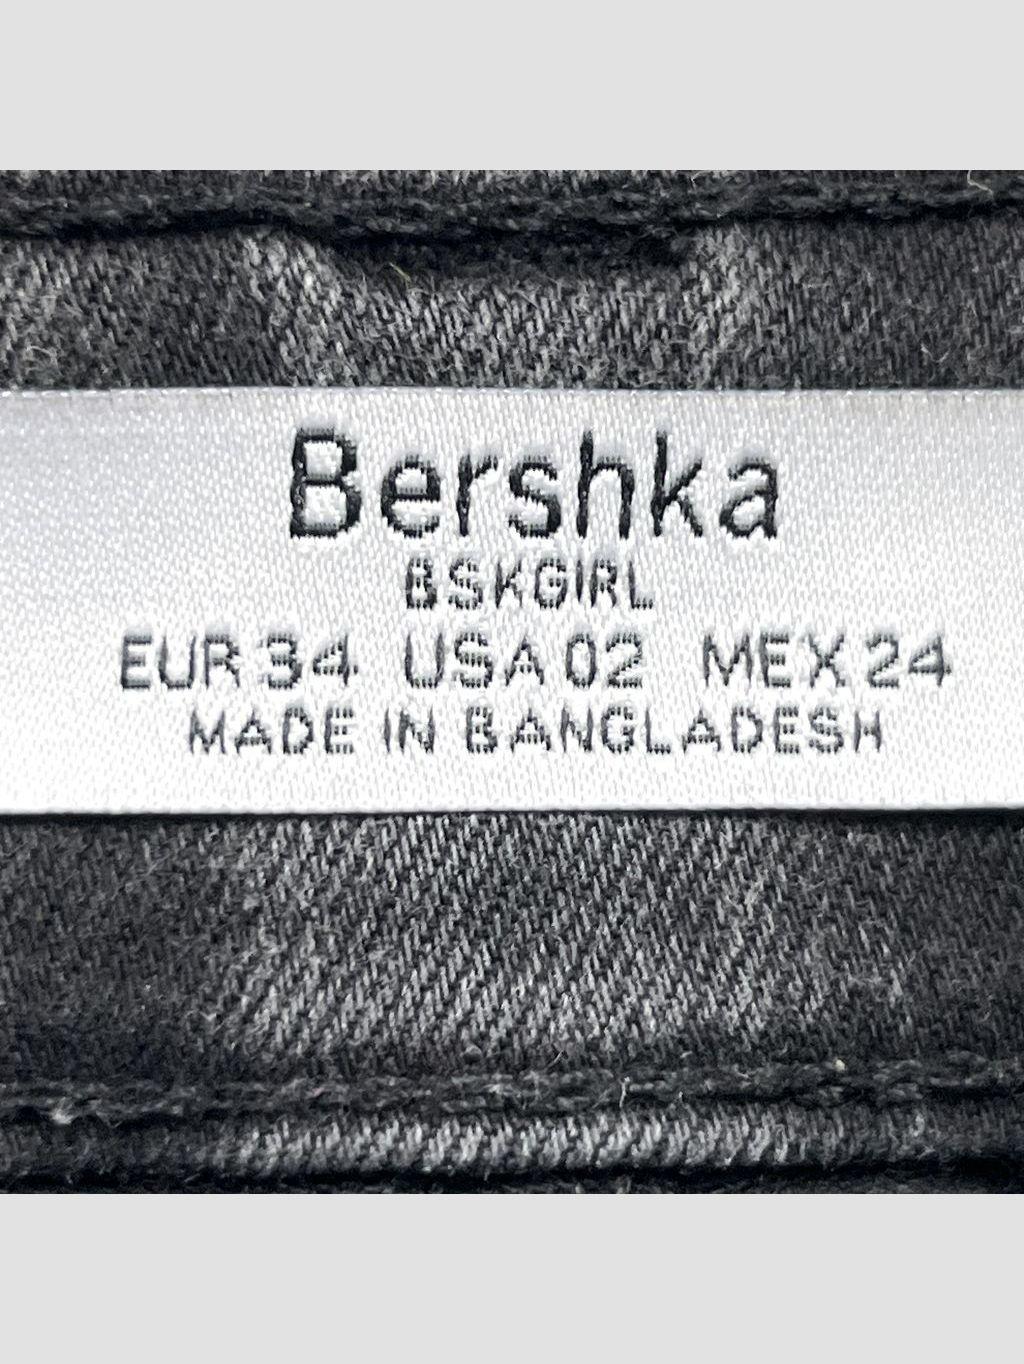 Bershka
BSKGIRL
EUR 34 USA 02 MEX 24
MADE IN BANGLADESH